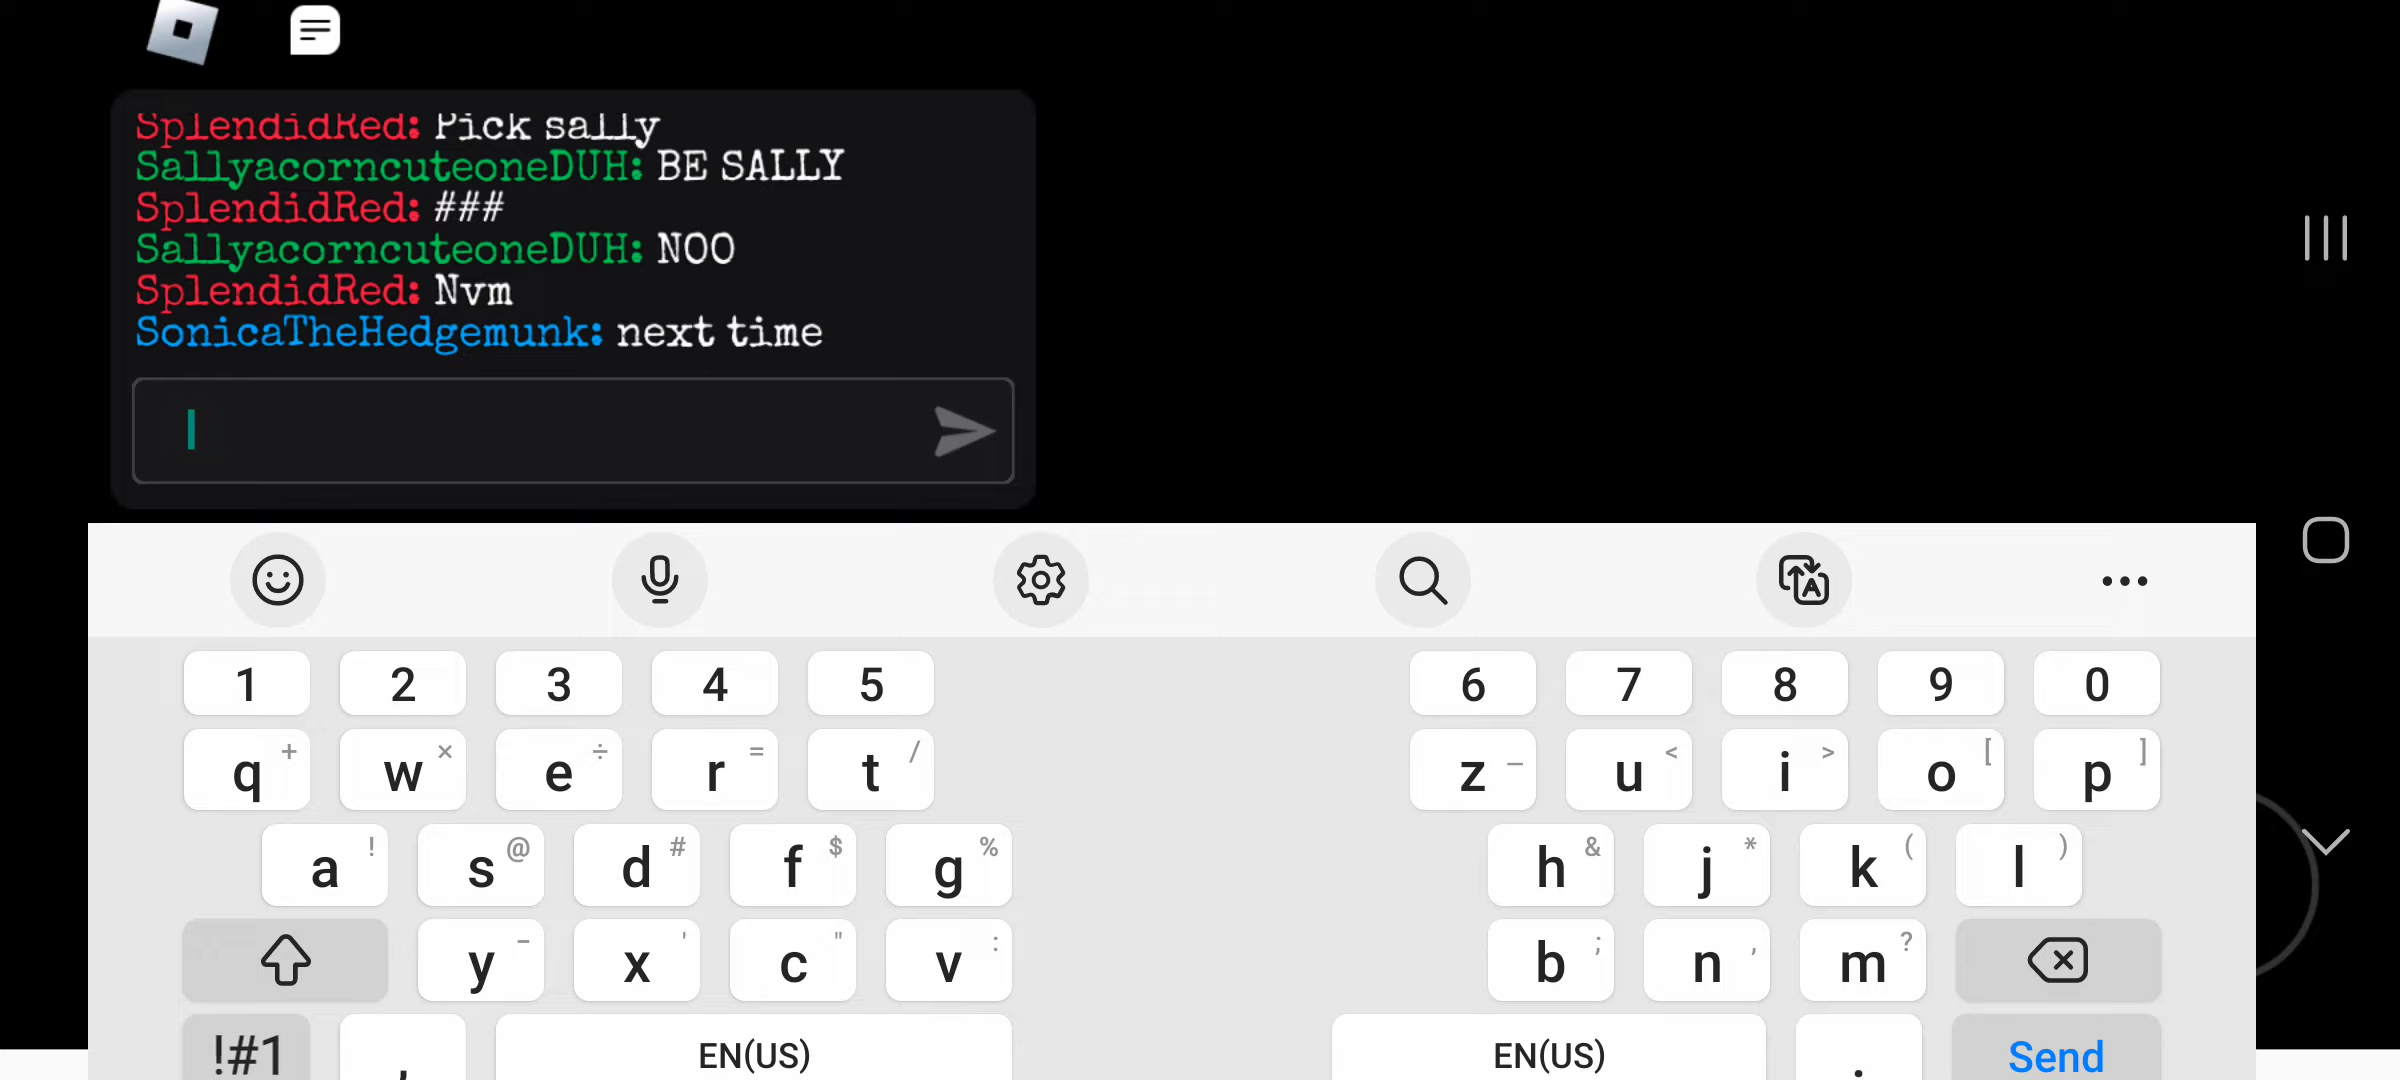 SplendidRed: Pick sally
SallyacorncuteoneDUH: BE SALLY
SplendidRed: ###
SallyacorncuteoneDUH: NOO
SplendidRed: Nvm
SonicaTheHedgemunk: next time
1 2 3 4 5 6 7 8 9 0
q + w × e ÷ r = t / z – u < i > o [ p ]
a ! s @ d # f $ g % h & j * k ( l )
y – x ' c " v : b ; n , m ?
!#1 , EN(US) EN(US) . Send